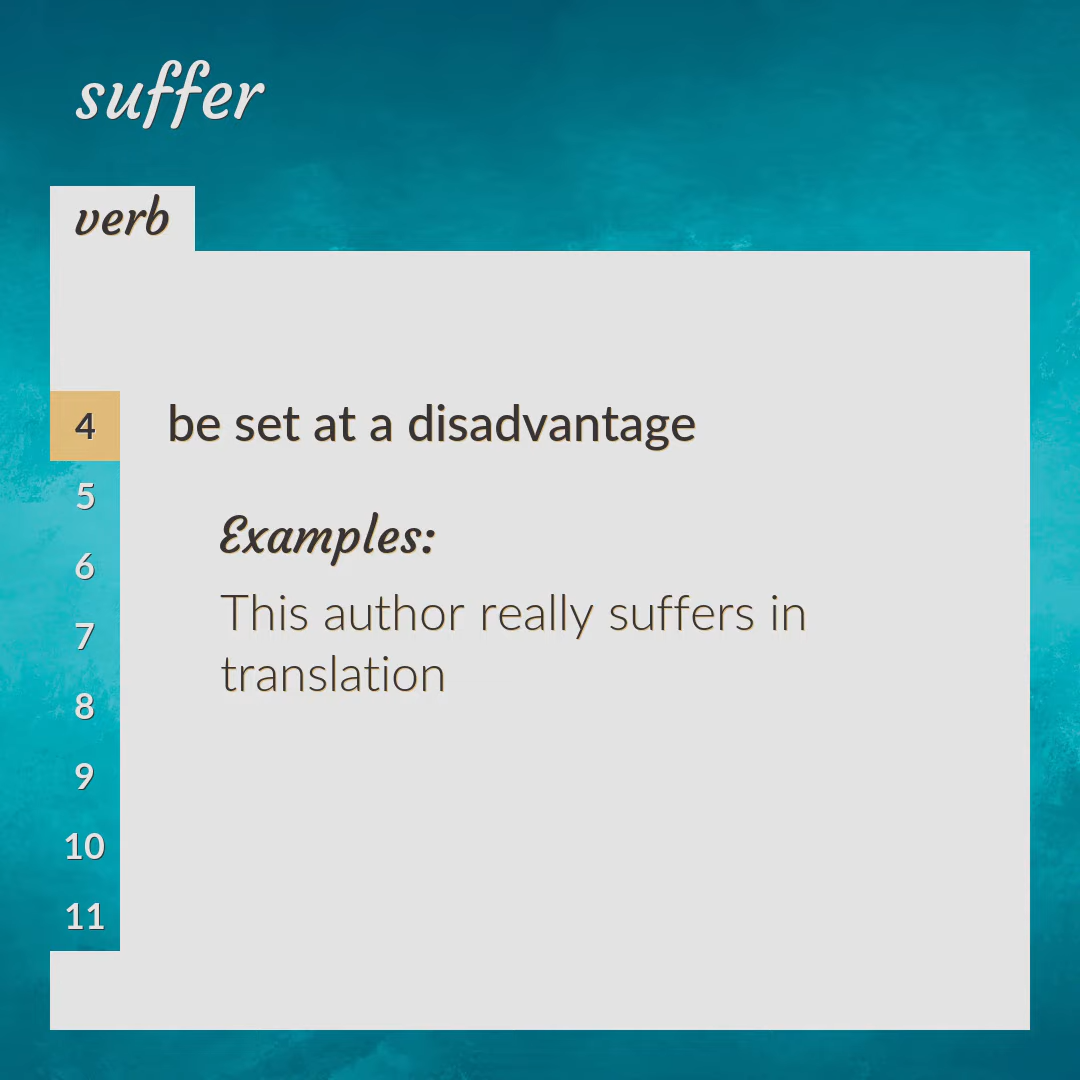 suffer
verb
4
be set at a disadvantage
5
Examples:
6
This author really suffers in
7
translation
8
9
10
11